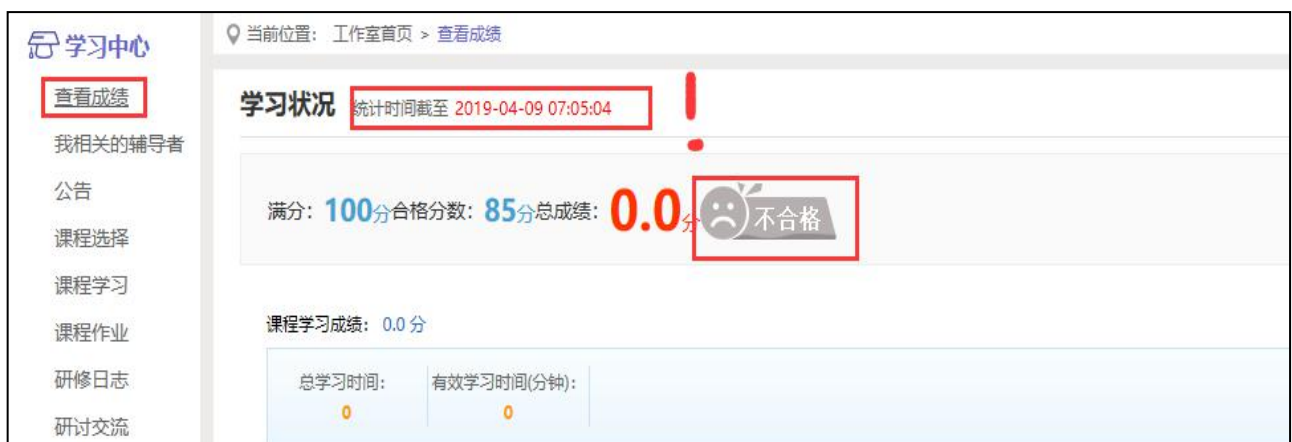 学习中心
查看成绩
我相关的辅导者
公告
课程选择
课程学习
课程作业
研修日志
研讨交流
当前位置: 工作室首页 > 查看成绩
学习状况 统计时间截至 2019-04-09 07:05:04
满分: 100分合格分数: 85分总成绩: 0.0分 不合格
课程学习成绩: 0.0 分
总学习时间: 有效学习时间(分钟):
0 0